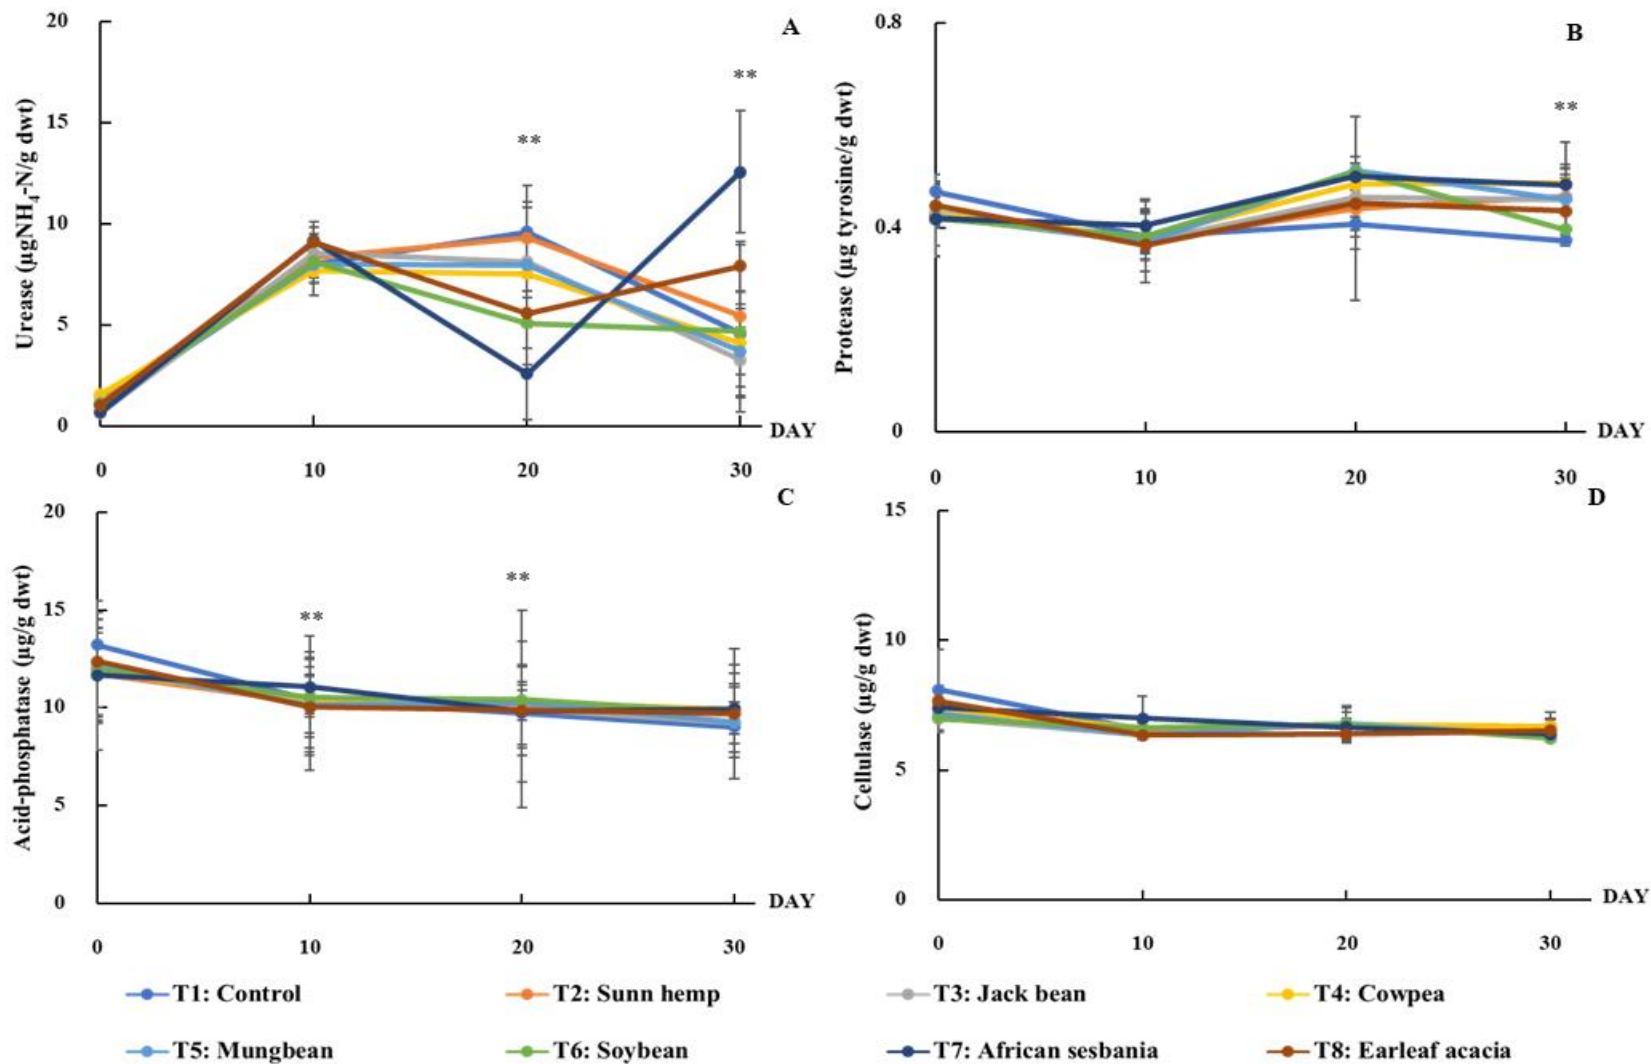 A
Urease (µgNH4-N/g dwt)
20
15
10
5
0
**
**
0 10 20 30 DAY
B
Protease (µg tyrosine/g dwt)
0.8
0.4
0
**
0 10 20 30 DAY
C
Acid-phosphatase (µg/g dwt)
20
15
10
5
0
**
**
0 10 20 30 DAY
D
Cellulase (µg/g dwt)
15
10
5
0
0 10 20 30 DAY
T1: Control T2: Sunn hemp T3: Jack bean T4: Cowpea
T5: Mungbean T6: Soybean T7: African sesbania T8: Earleaf acacia